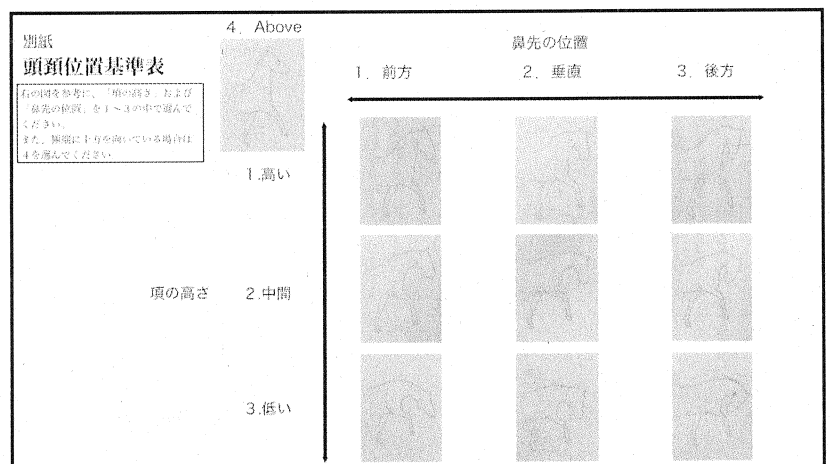 別紙
頭頚位置基準表
右の図を参考に、「項の高さ」および
「鼻先の位置」を1～3の中で選んで
ください。
また、極端に上方を向いている場合は
4を選んでください
4. Above
鼻先の位置
1. 前方
2. 垂直
3. 後方
1.高い
項の高さ
2.中間
3.低い